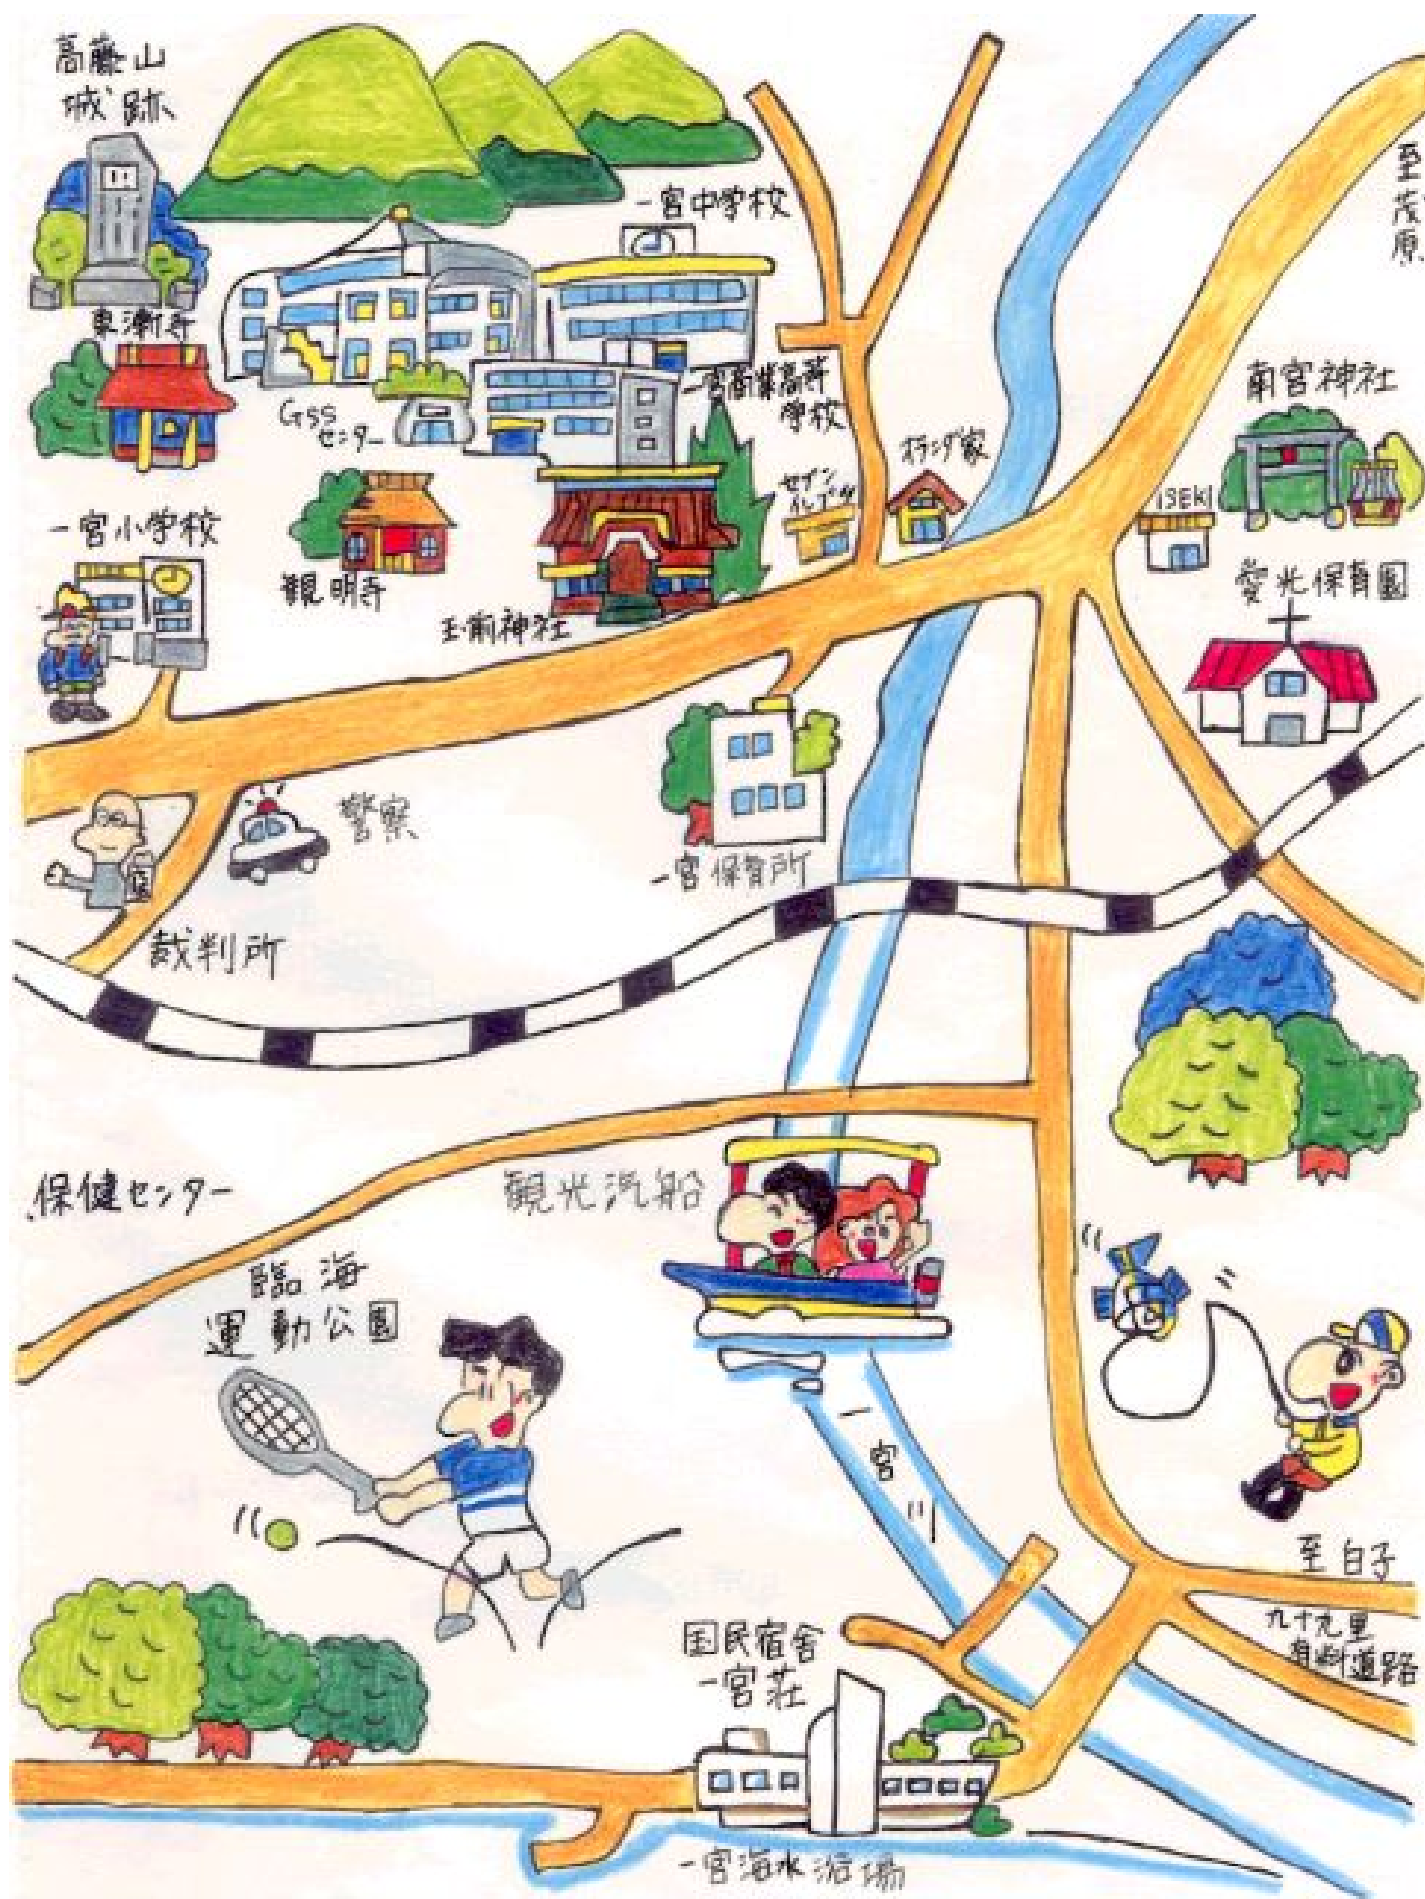 高藤山
城跡
一宮中学校
至茂原
東漸寺
一宮商業高等
学校
南宮神社
GSS
センター
オランダ家
セブン
イレブン
ISEKI
一宮小学校
観明寺
愛光保育園
玉前神社
警察
一宮保育所
裁判所
保健センター
観光汽船
臨海
運動公園
一宮川
至白子
九十九里
有料道路
国民宿舎
一宮荘
一宮海水浴場